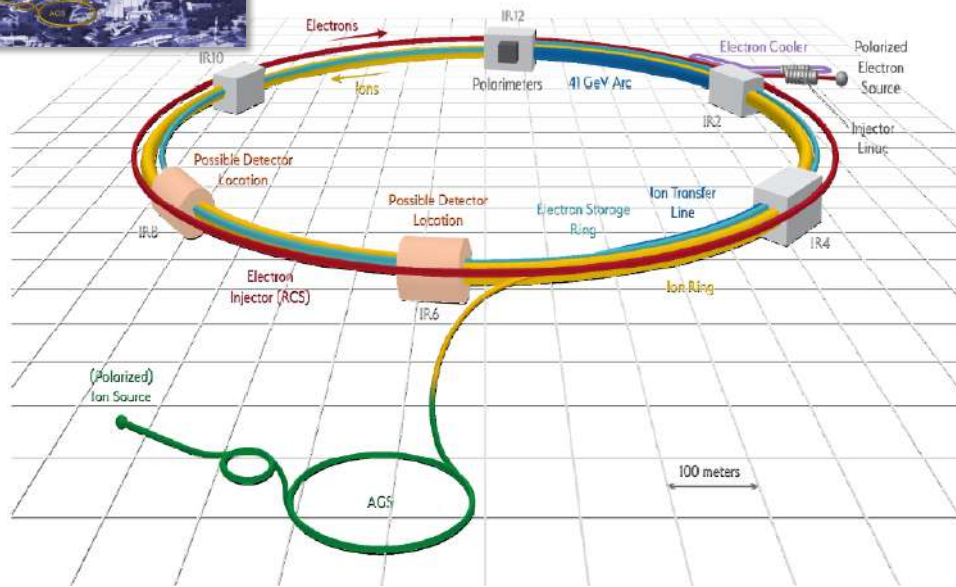 AGS
IR12
Electrons
IR10
Ions
Polarimeters
41 GeV Arc
Electron Cooler
Polarized
Electron
Source
IR2
Injector
Linac
Possible Detector
Location
Possible Detector
Location
Electron Storage
Ring
Ion Transfer
Line
IR8
IR4
Electron
Injector (RCS)
Ion Ring
IR6
(Polarized)
Ion Source
100 meters
AGS